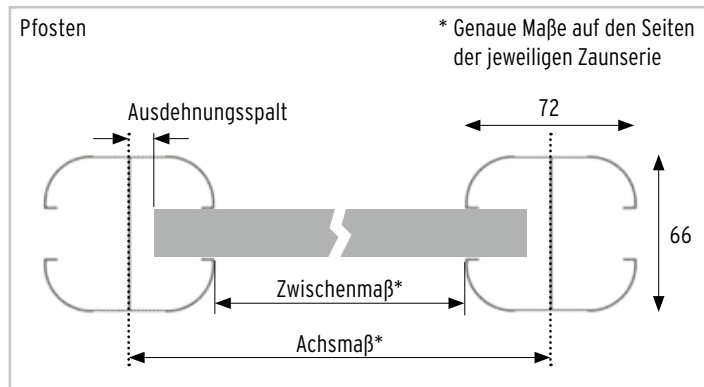 Pfosten
* Genaue Maße auf den Seiten
der jeweiligen Zaunserie
Ausdehnungsspalt
72
66
Zwischenmaß*
Achsmaß*